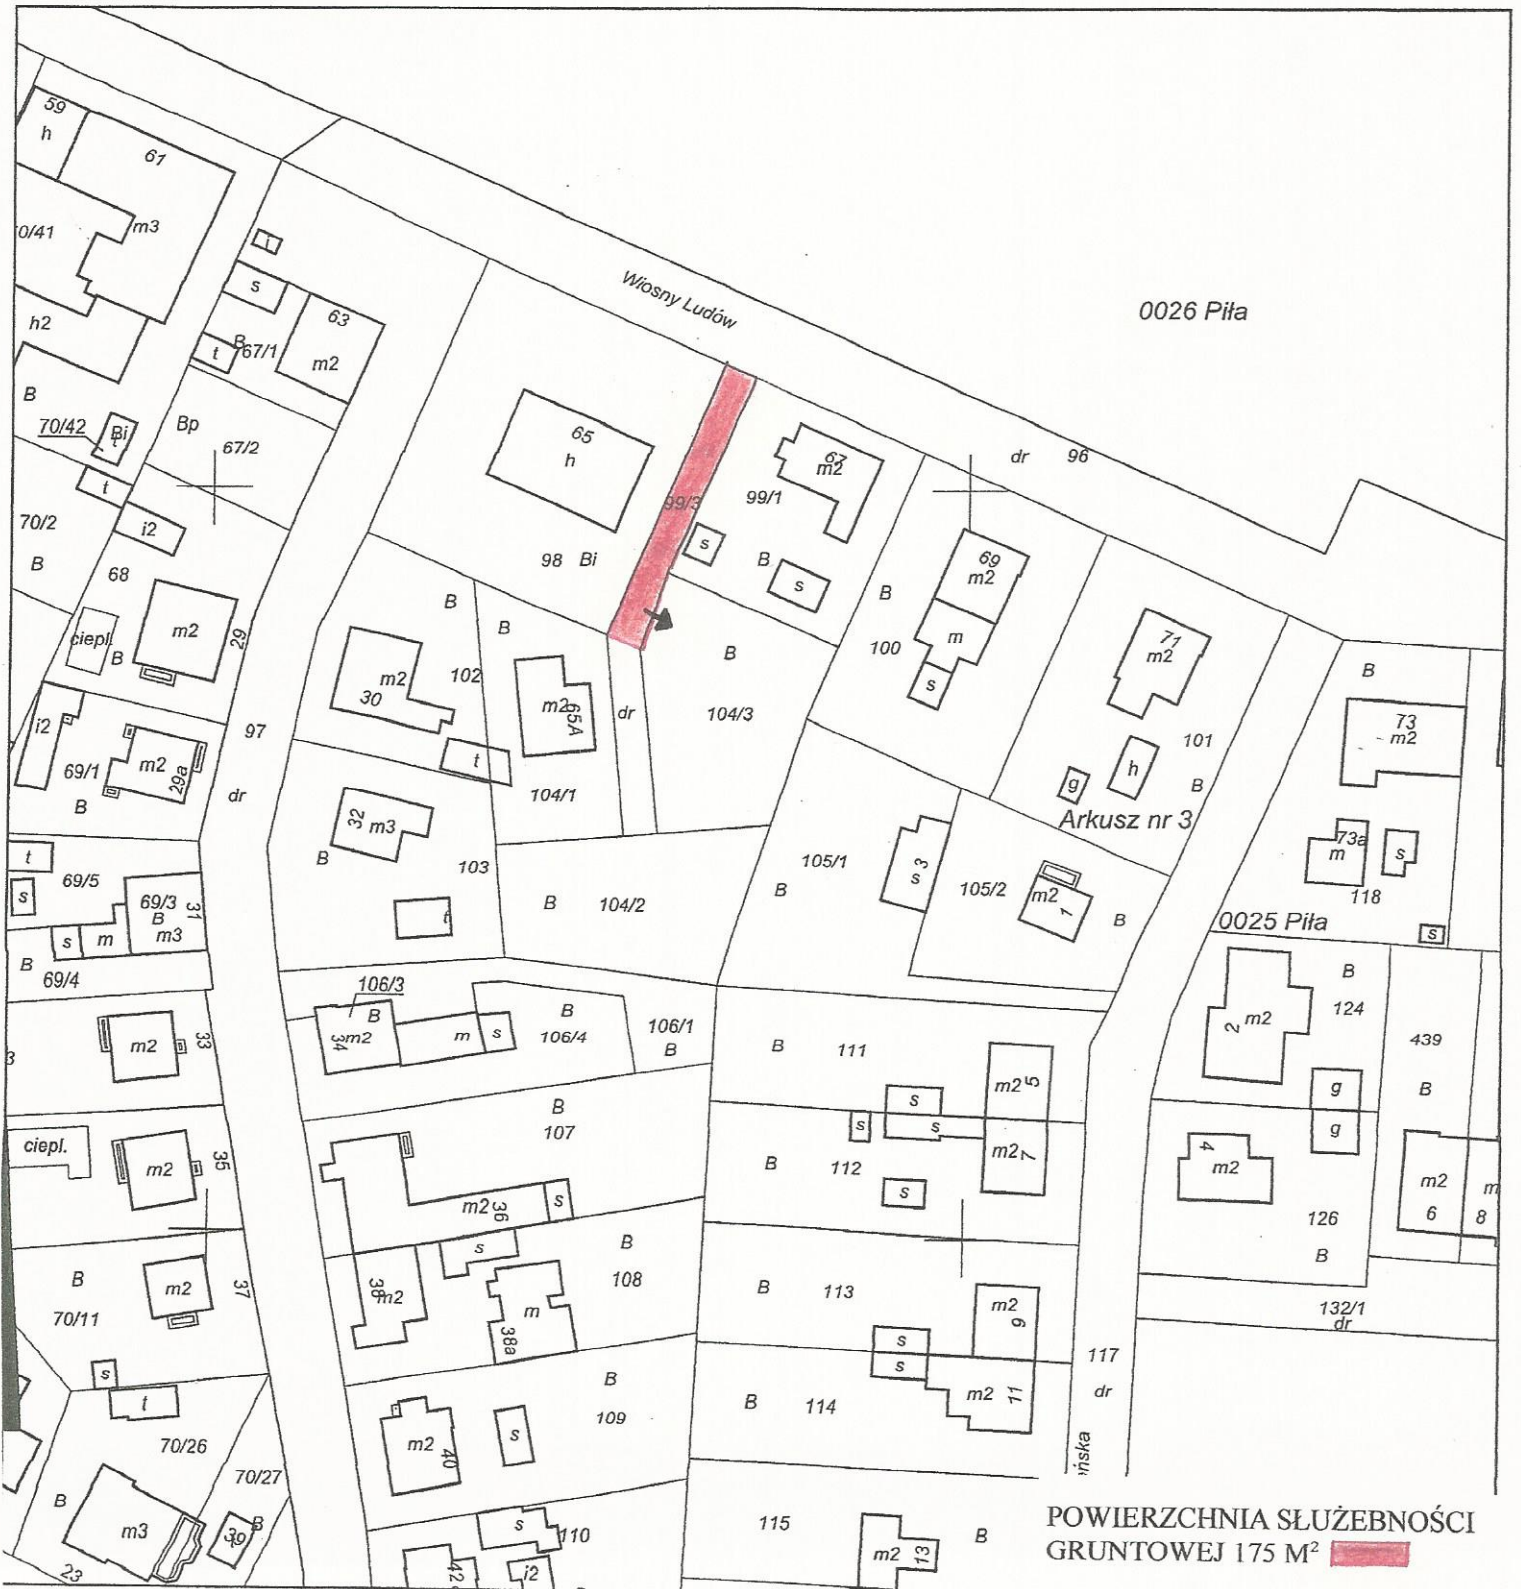 59
h
61
0/41
m3
h2
i
s
63
Wiosny Ludów
0026 Piła
B
67/1
t
m2
B
70/42
Bi
t
Bp
67/2
65
h
67
m2
dr
96
t
99/3
99/1
70/2
i2
s
69
m2
98
Bi
B
s
B
68
B
B
B
ciepl.
m2
29
B
100
m
71
m2
B
B
s
m2
102
30
m2
65A
dr
104/3
73
m2
i2
97
101
69/1
m2
29a
t
g
h
B
B
dr
104/1
32
m3
Arkusz nr 3
t
B
103
105/1
s
3
73a
m
s
69/5
105/2
m2
1
118
s
69/3
B
31
t
B
104/2
B
B
0025 Piła
s
s
m
m3
B
69/4
106/3
B
B
124
34
m2
m
s
B
106/4
106/1
B
m2
2
m2
33
B
111
439
3
m2
5
g
B
B
107
s
s
s
g
ciepl.
m2
35
B
112
m2
7
4
m2
m2
36
s
s
m2
6
m
8
126
B
s
B
108
B
m2
37
38
m2
m
38a
B
113
m2
9
132/1
dr
70/11
s
s
117
s
t
B
109
B
114
m2
11
dr
70/26
m2
40
s
ńska
70/27
B
m3
39
B
s
110
115
B
m2
13
23
42
i2
POWIERZCHNIA SŁUŻEBNOŚCI
GRUNTOWEJ 175 M²